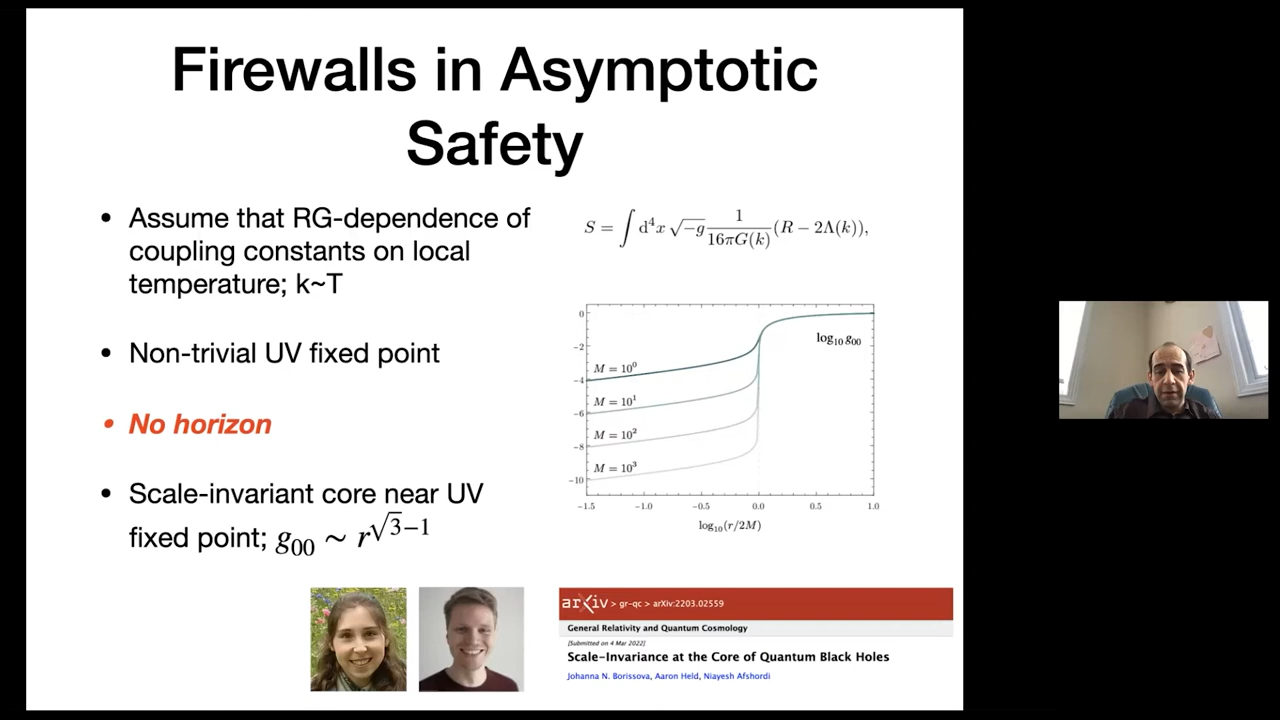 Firewalls in Asymptotic
Safety
• Assume that RG-dependence of
coupling constants on local
temperature; k~T
• Non-trivial UV fixed point
• No horizon
• Scale-invariant core near UV
fixed point; g₀₀ ∼ r^{√3−1}
S = ∫ d⁴x √−g 1/16πG(k) (R − 2Λ(k)),
log₁₀ g₀₀
M = 10⁰
M = 10¹
M = 10²
M = 10³
0
−2
−4
−6
−8
−10
−1.5 −1.0 −0.5 0.0 0.5 1.0
log₁₀(r/2M)
arXiv > gr-qc > arXiv:2203.02559
General Relativity and Quantum Cosmology
[Submitted on 4 Mar 2022]
Scale-Invariance at the Core of Quantum Black Holes
Johanna N. Borissova, Aaron Held, Niayesh Afshordi